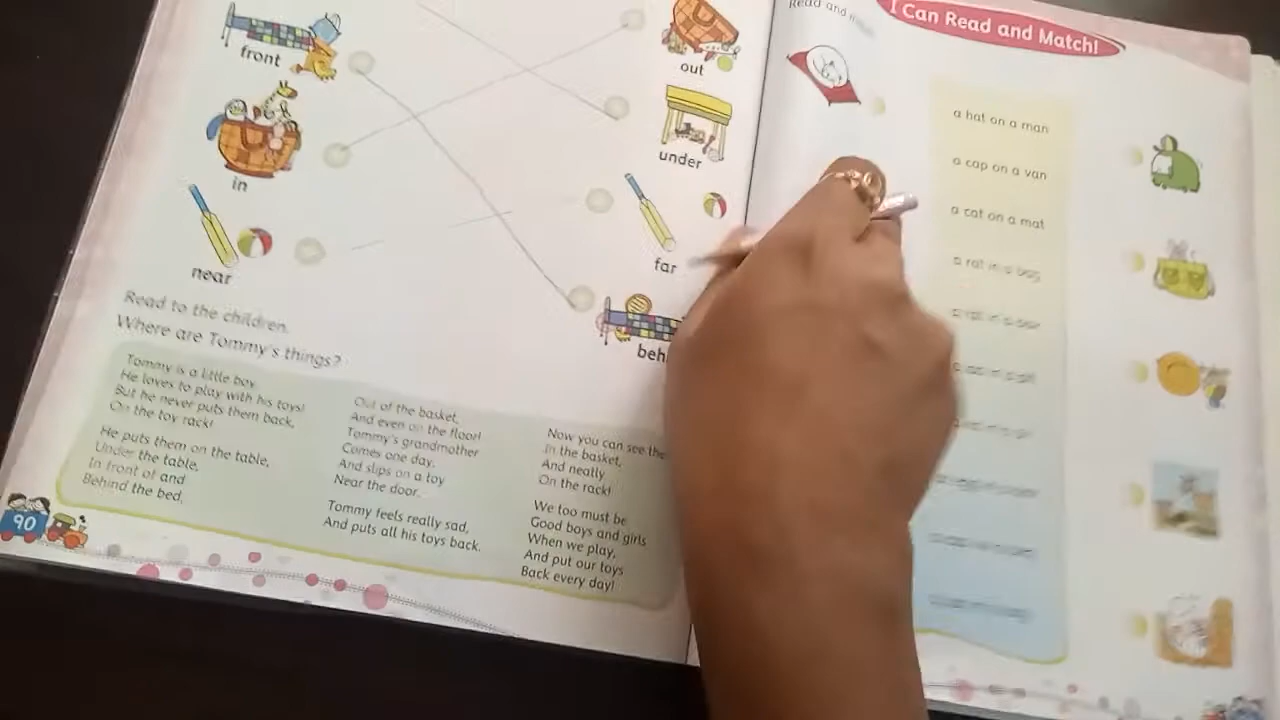 front
in
near
out
under
far
beh
Read to the children.
Where are Tommy's things?
Tommy is a little boy
He loves to play with his toys!
But he never puts them back,
On the toy rack!
He puts them on the table,
Under the table,
In front of and
Behind the bed,
Out of the basket,
And even on the floor!
Tommy's grandmother
Comes one day,
And slips on a toy
Near the door.
Tommy feels really sad,
And puts all his toys back.
Now you can see the
In the basket,
And neatly
On the rack!
We too must be
Good boys and girls
When we play,
And put our toys
Back every day!
90
I Can Read and Match!
Read and
a hat on a man
a cap on a van
a cat on a mat
a rat in a bag